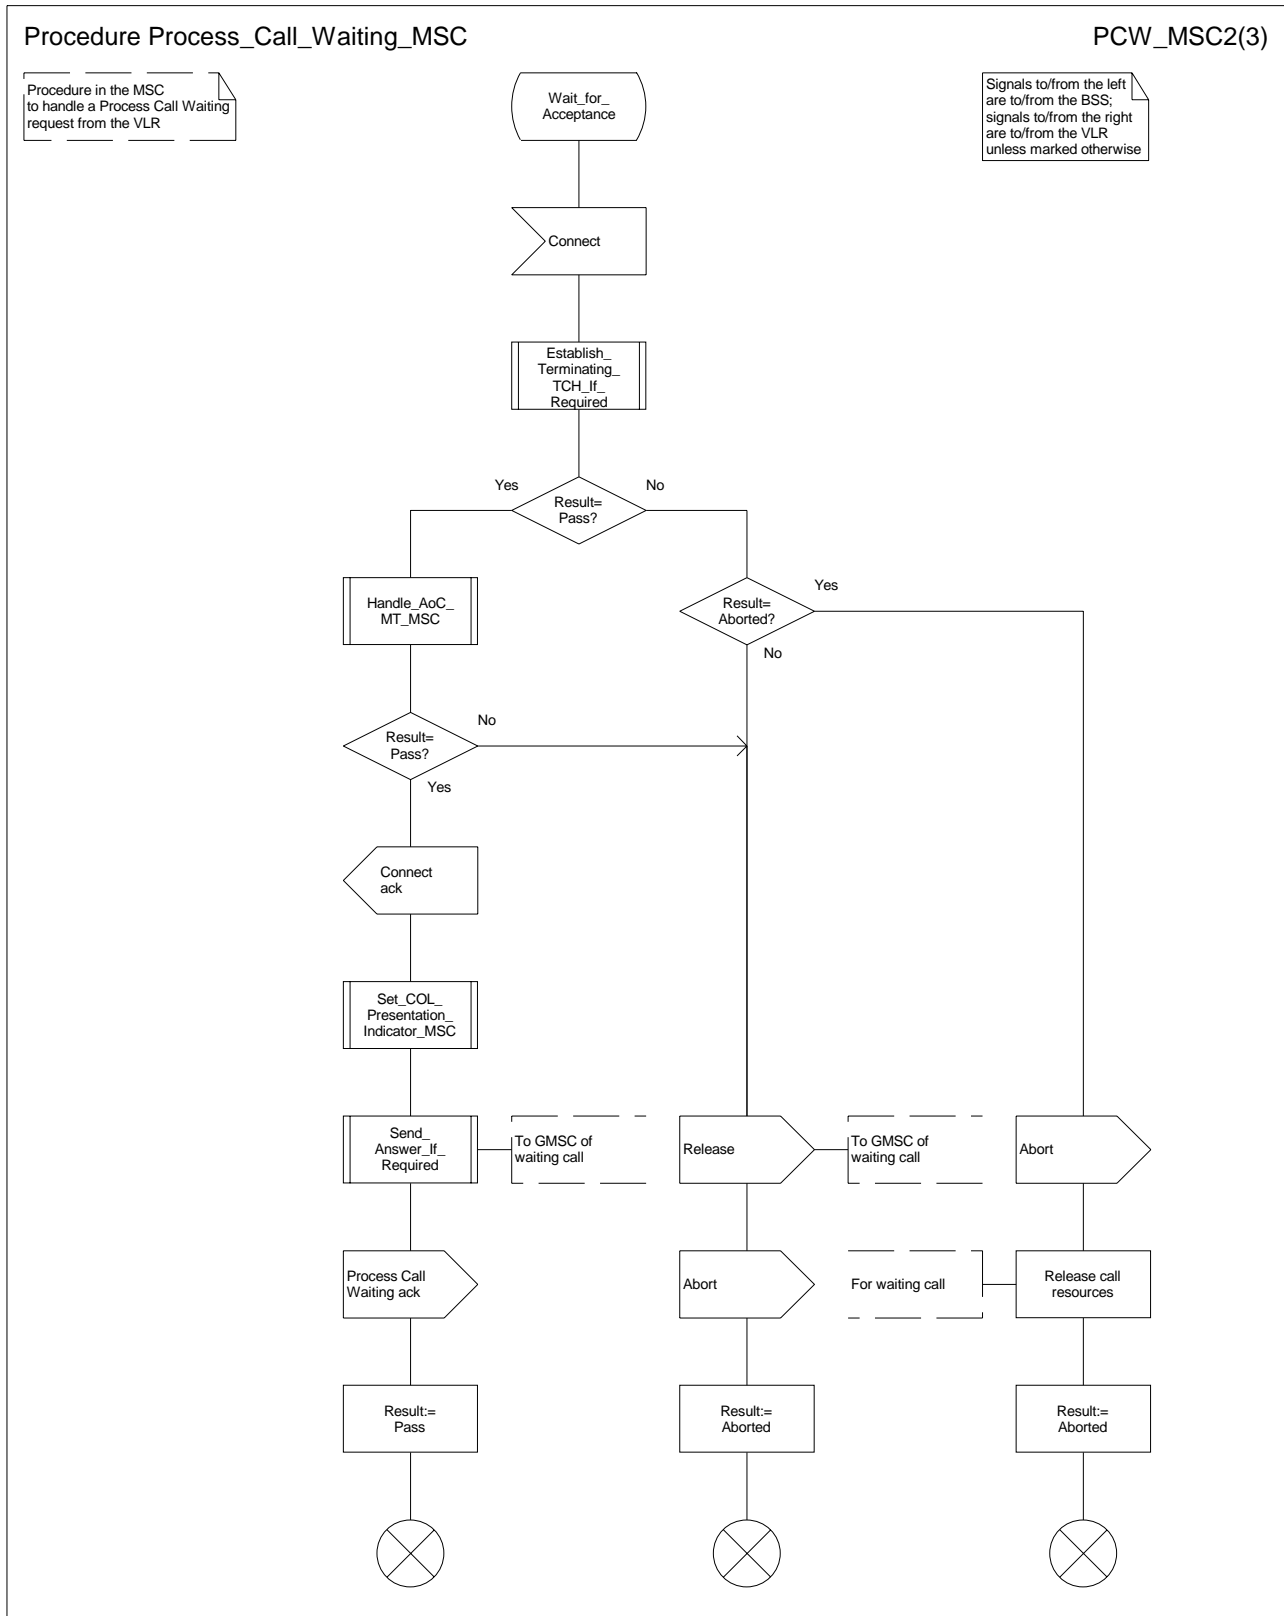 Procedure Process_Call_Waiting_MSC
PCW_MSC2(3)
Procedure in the MSC
to handle a Process Call Waiting
request from the VLR
Wait_for_
Acceptance
Signals to/from the left
are to/from the BSS;
signals to/from the right
are to/from the VLR
unless marked otherwise
Connect
Establish_
Terminating_
TCH_If_
Required
Yes
Result=
Pass?
No
Handle_AoC_
MT_MSC
Result=
Aborted?
Yes
No
Result=
Pass?
No
Yes
Connect
ack
Set_COL_
Presentation_
Indicator_MSC
Send_
Answer_If_
Required
To GMSC of
waiting call
Release
To GMSC of
waiting call
Abort
Process Call
Waiting ack
Abort
For waiting call
Release call
resources
Result:=
Pass
Result:=
Aborted
Result:=
Aborted